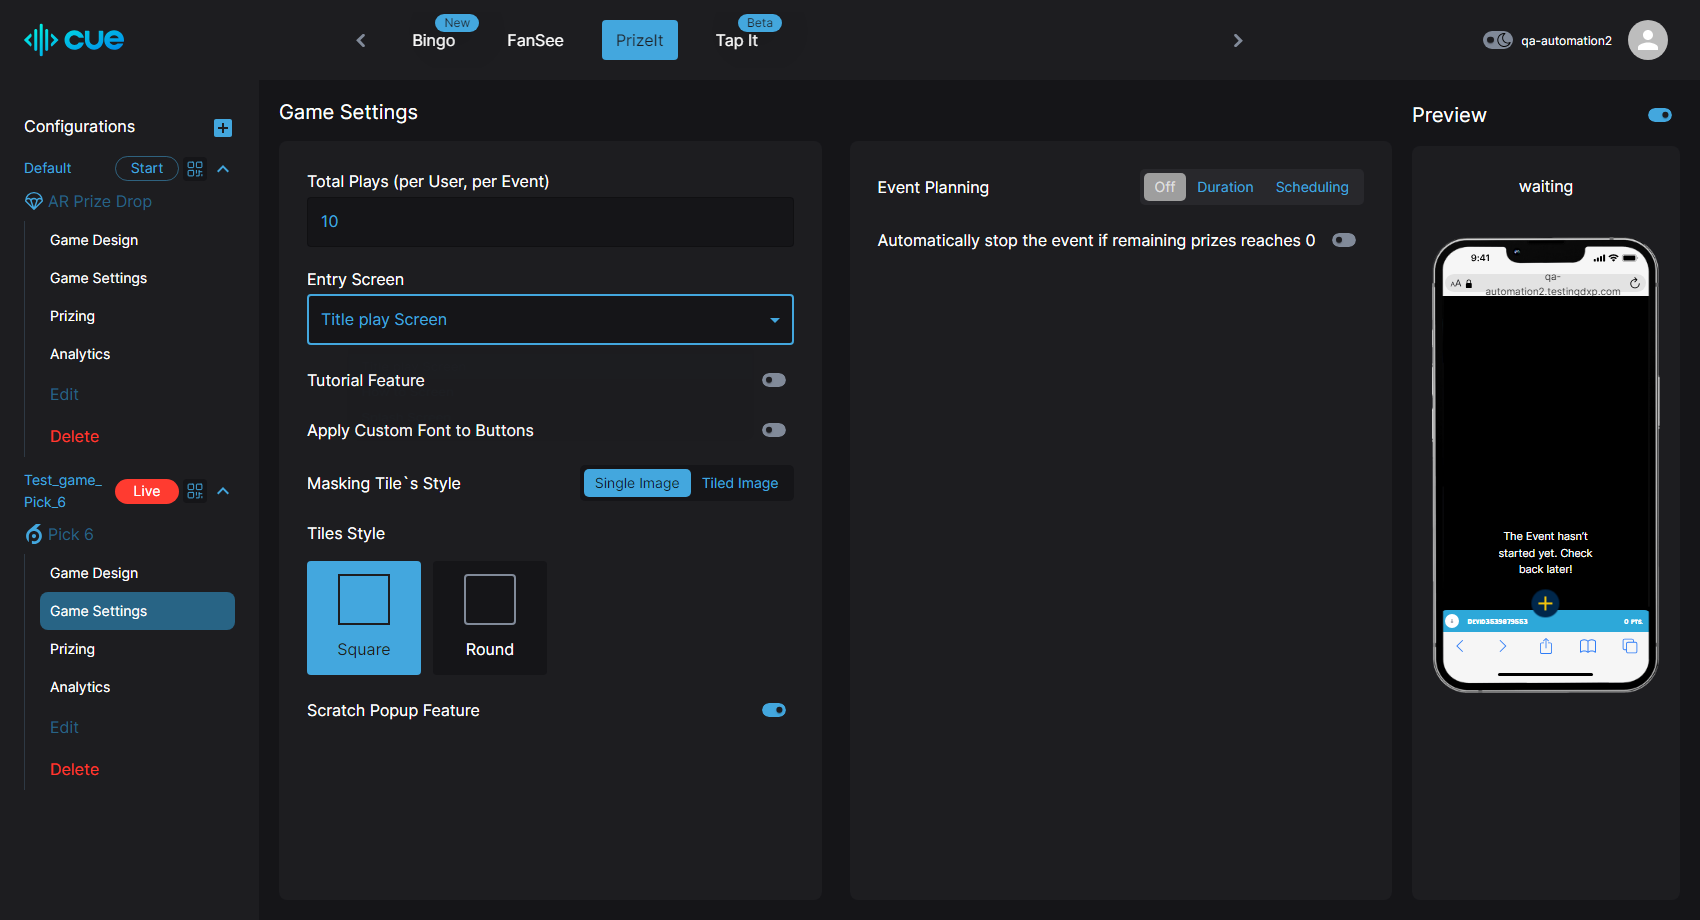 cue
New
Bingo
FanSee
PrizeIt
Beta
Tap It
qa-automation2
Configurations
Default
Start
AR Prize Drop
Game Design
Game Settings
Prizing
Analytics
Edit
Delete
Test_game_
Pick_6
Live
Pick 6
Game Design
Game Settings
Prizing
Analytics
Edit
Delete
Game Settings
Total Plays (per User, per Event)
10
Entry Screen
Title play Screen
Tutorial Feature
Apply Custom Font to Buttons
Masking Tile`s Style
Single Image
Tiled Image
Tiles Style
Square
Round
Scratch Popup Feature
Event Planning
Off
Duration
Scheduling
Automatically stop the event if remaining prizes reaches 0
Preview
waiting
9:41
AA
qa-
automation2.testingdxp.com
The Event hasn't
started yet. Check
back later!
0 PTS.